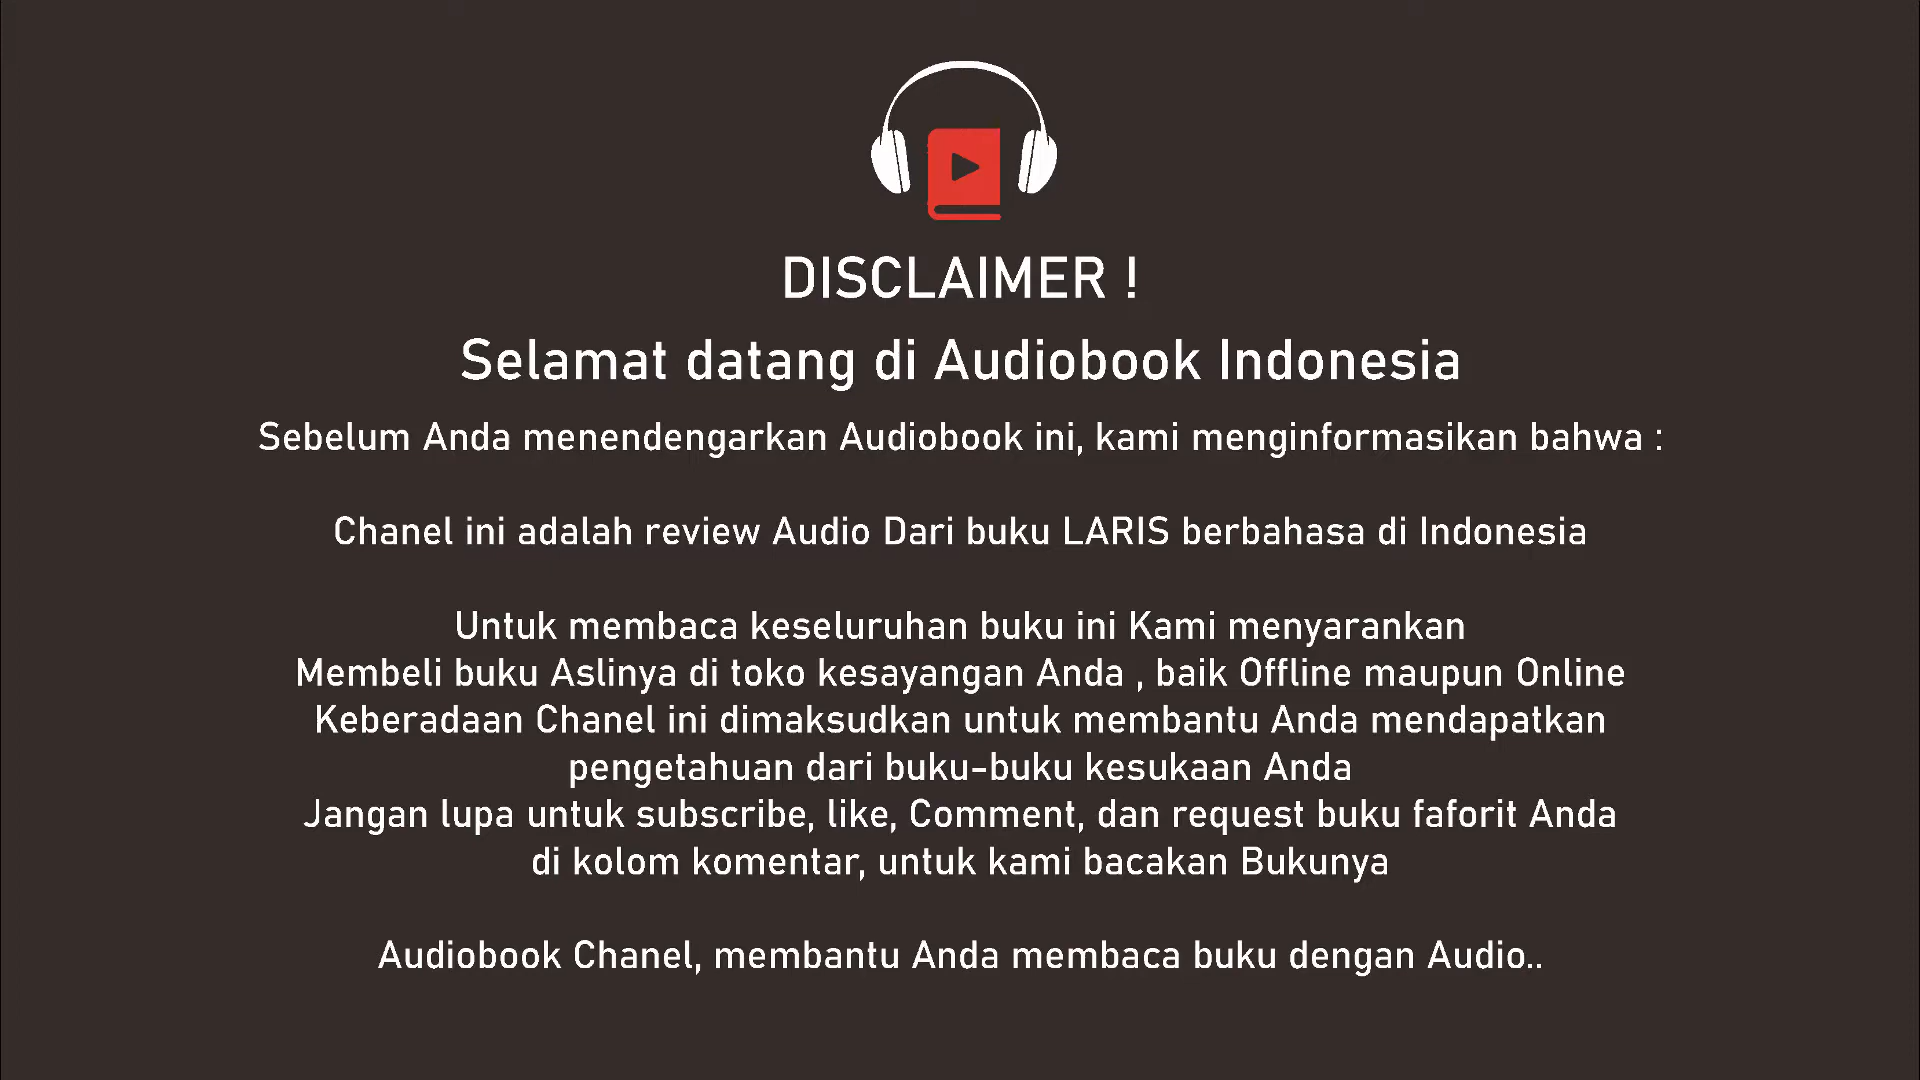 DISCLAIMER !
Selamat datang di Audiobook Indonesia
Sebelum Anda menendengarkan Audiobook ini, kami menginformasikan bahwa :
Chanel ini adalah review Audio Dari buku LARIS berbahasa di Indonesia
Untuk membaca keseluruhan buku ini Kami menyarankan
Membeli buku Aslinya di toko kesayangan Anda , baik Offline maupun Online
Keberadaan Chanel ini dimaksudkan untuk membantu Anda mendapatkan
pengetahuan dari buku-buku kesukaan Anda
Jangan lupa untuk subscribe, like, Comment, dan request buku faforit Anda
di kolom komentar, untuk kami bacakan Bukunya
Audiobook Chanel, membantu Anda membaca buku dengan Audio..